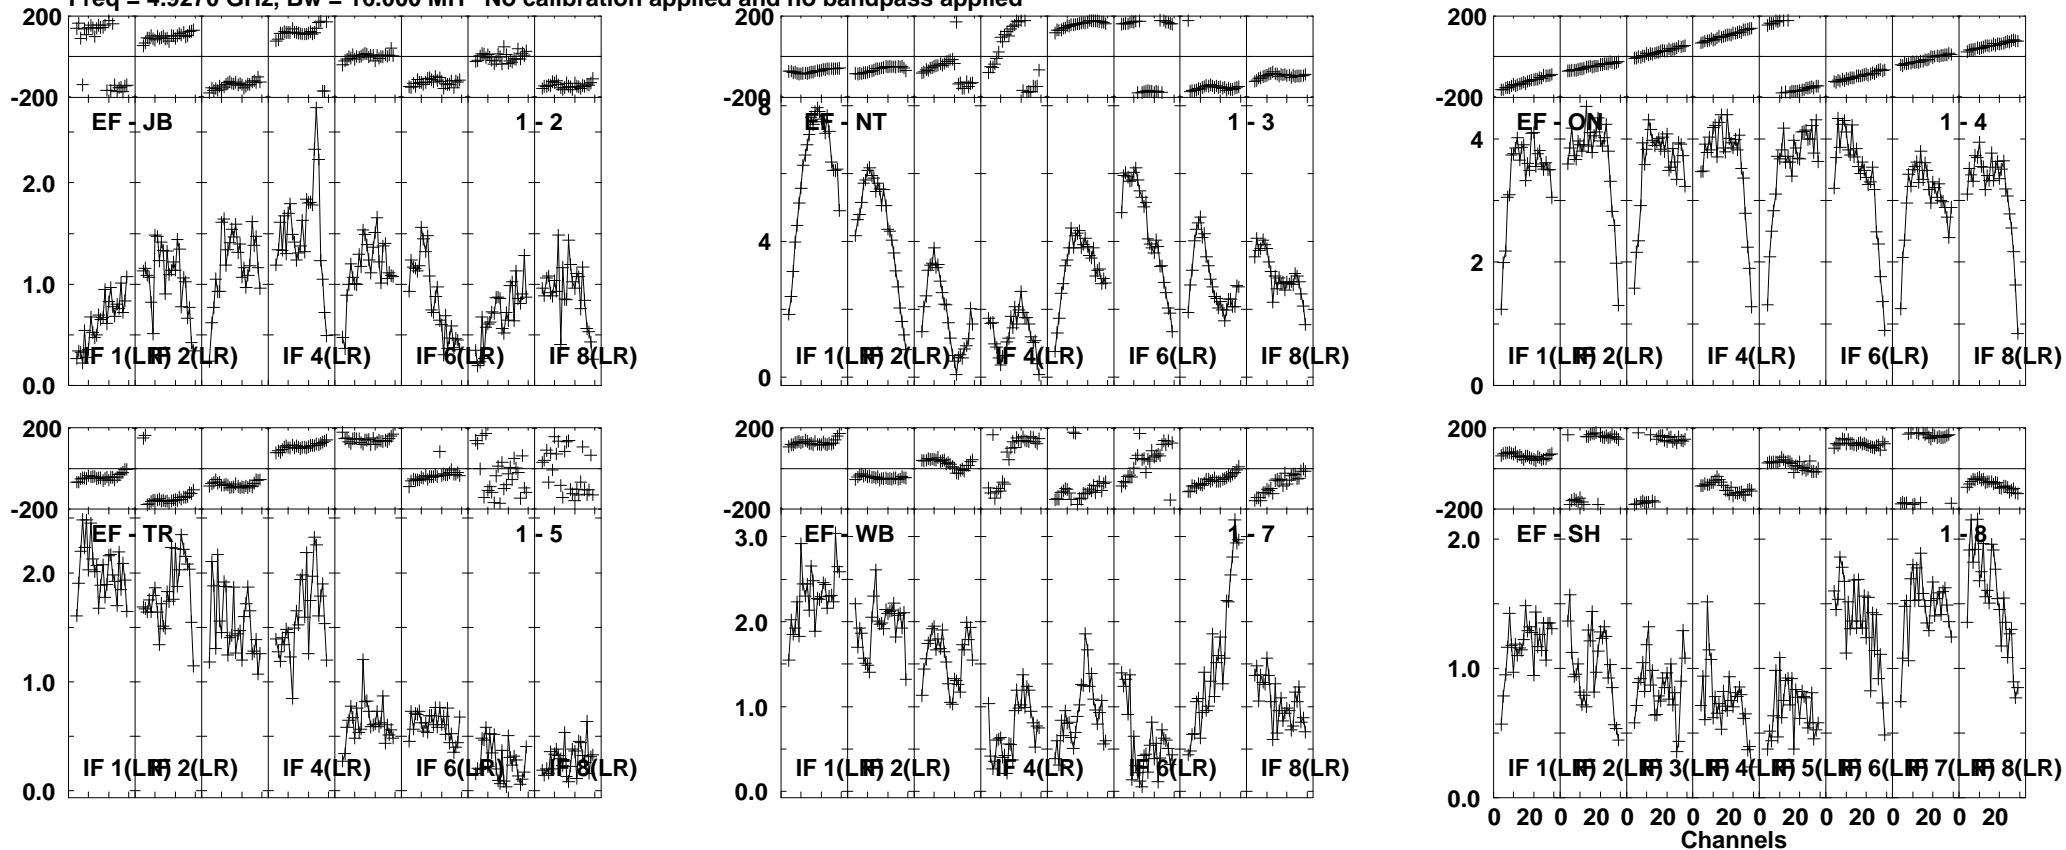 Freq = 4.9270 GHz, Bw = 16.000 MH No calibration applied and no bandpass applied
200
-200
EF - JB
1 - 2
2.0
1.0
0.0
IF 1(LR)
IF 2(LR)
IF 4(LR)
IF 6(LR)
IF 8(LR)
-200
8
EF - NT
1 - 3
4
0
IF 1(LR)
IF 2(LR)
IF 4(LR)
IF 6(LR)
IF 8(LR)
200
-200
EF - ON
1 - 4
4
2
0
IF 1(LR)
IF 2(LR)
IF 4(LR)
IF 6(LR)
IF 8(LR)
200
-200
EF - TR
1 - 5
2.0
1.0
0.0
IF 1(LR)
IF 2(LR)
IF 4(LR)
IF 6(LR)
IF 8(LR)
200
-200
EF - WB
1 - 7
3.0
2.0
1.0
0.0
IF 1(LR)
IF 2(LR)
IF 4(LR)
IF 6(LR)
IF 8(LR)
200
-200
EF - SH
1 - 8
2.0
1.0
0.0
IF 1(LR)
IF 2(LR)
IF 3(LR)
IF 4(LR)
IF 5(LR)
IF 6(LR)
IF 7(LR)
IF 8(LR)
0 20 0 20 0 20 0 20 0 20 0 20 0 20 0 20
Channels